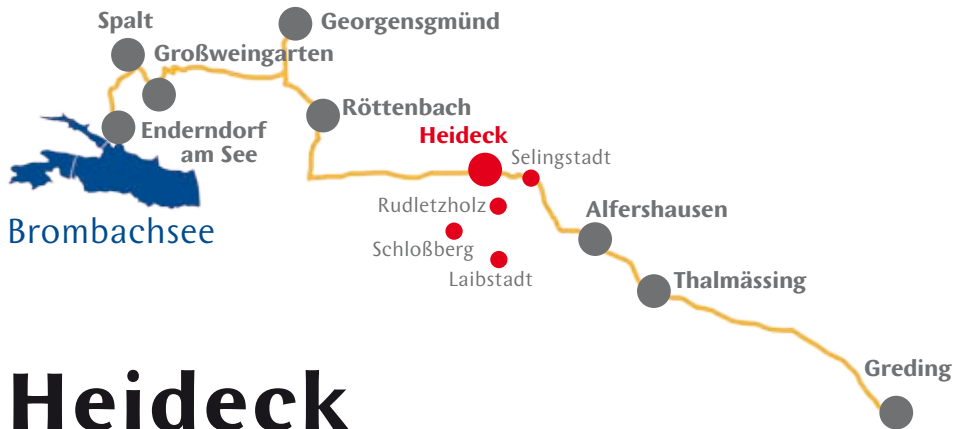 Spalt
Georgensgmünd
Großweingarten
Röttenbach
Enderndorf
am See
Heideck
Selingstadt
Rudletzholz
Alfershausen
Brombachsee
Schloßberg
Laibstadt
Thalmässing
Greding
Heideck